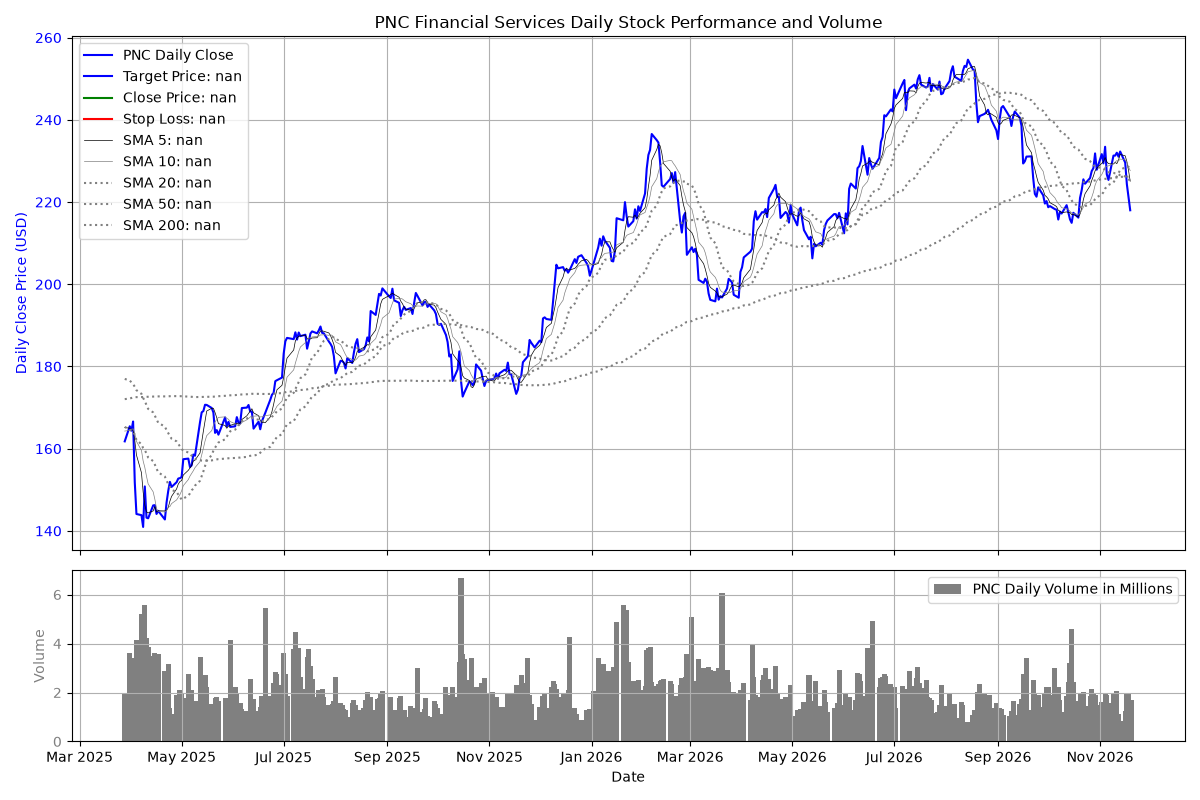 PNC Financial Services Daily Stock Performance and Volume
260
240
220
200
180
160
140
Daily Close Price (USD)
PNC Daily Close
Target Price: nan
Close Price: nan
Stop Loss: nan
SMA 5: nan
SMA 10: nan
SMA 20: nan
SMA 50: nan
SMA 200: nan
6
4
2
0
Volume
PNC Daily Volume in Millions
Mar 2025 May 2025 Jul 2025 Sep 2025 Nov 2025 Jan 2026 Mar 2026 May 2026 Jul 2026 Sep 2026 Nov 2026
Date